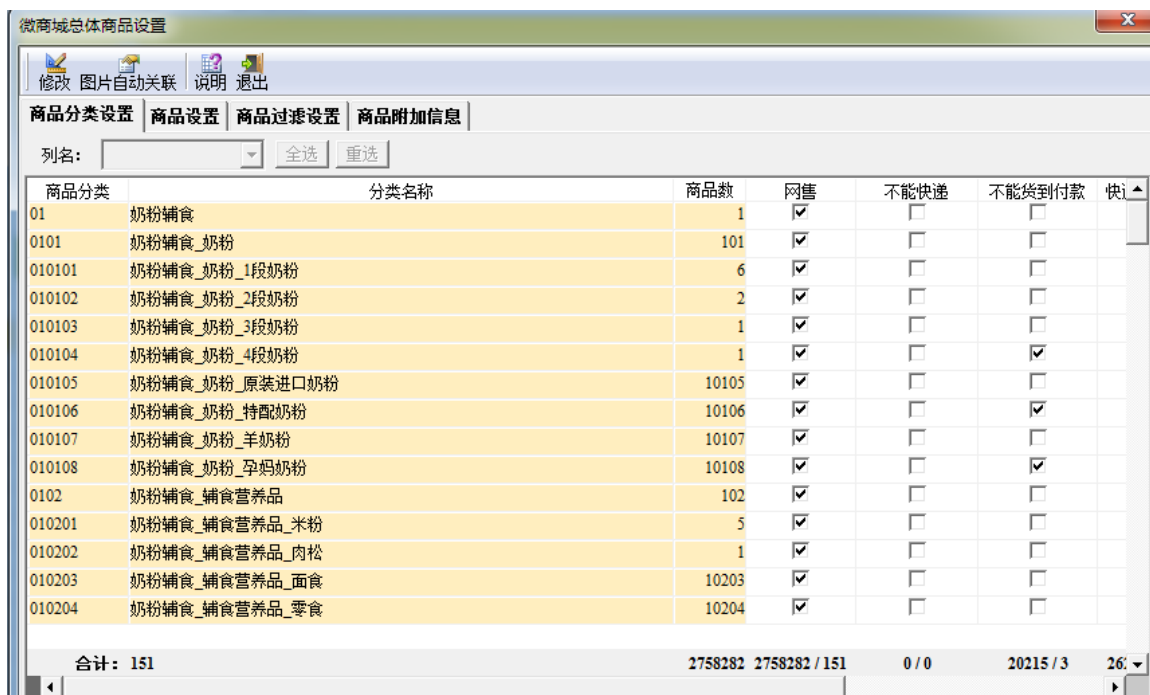 微商城总体商品设置
修改 图片自动关联 说明 退出
商品分类设置 商品设置 商品过滤设置 商品附加信息
列名： 全选 重选
商品分类 分类名称 商品数 网售 不能快递 不能货到付款
01 奶粉辅食 1
0101 奶粉辅食_奶粉 101
010101 奶粉辅食_奶粉_1段奶粉 6
010102 奶粉辅食_奶粉_2段奶粉 2
010103 奶粉辅食_奶粉_3段奶粉 1
010104 奶粉辅食_奶粉_4段奶粉 1
010105 奶粉辅食_奶粉_原装进口奶粉 10105
010106 奶粉辅食_奶粉_特配奶粉 10106
010107 奶粉辅食_奶粉_羊奶粉 10107
010108 奶粉辅食_奶粉_孕妈奶粉 10108
0102 奶粉辅食_辅食营养品 102
010201 奶粉辅食_辅食营养品_米粉 5
010202 奶粉辅食_辅食营养品_肉松 1
010203 奶粉辅食_辅食营养品_面食 10203
010204 奶粉辅食_辅食营养品_零食 10204
合计：151 2758282 2758282 / 151 0 / 0 20215 / 3